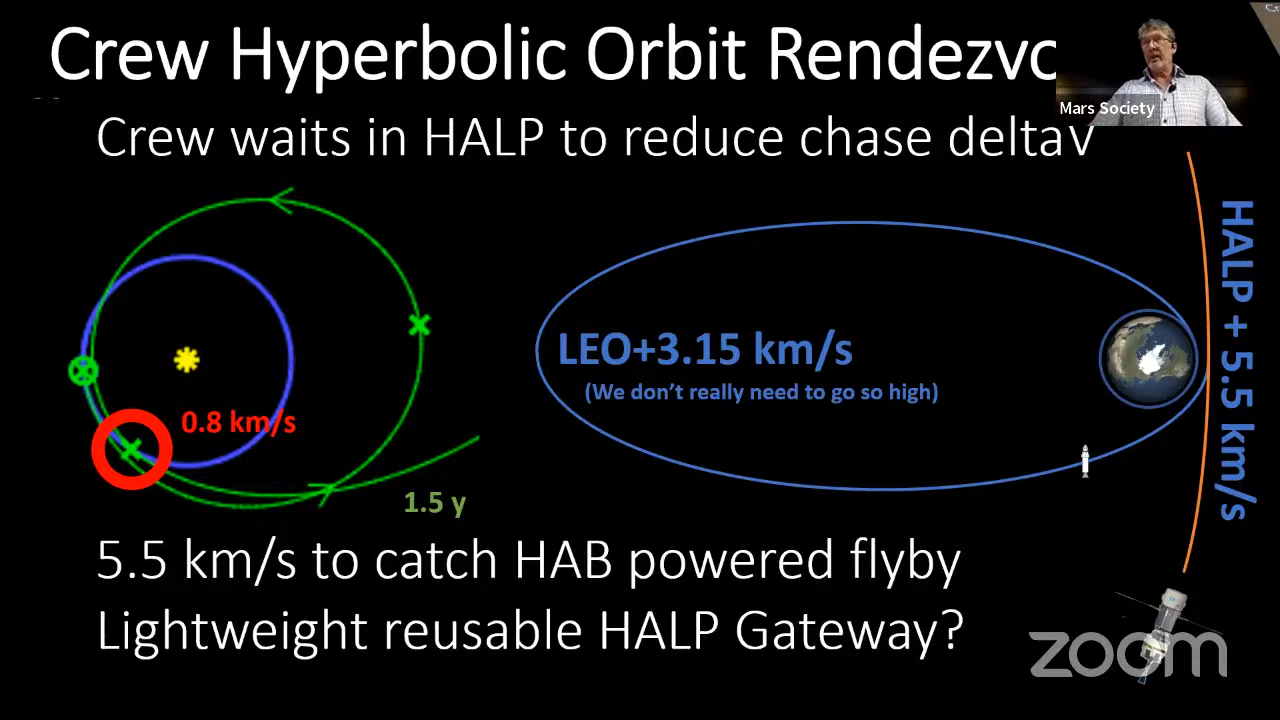 Crew Hyperbolic Orbit Rendezvo
Mars Society
Crew waits in HALP to reduce chase deltaV
HALP + 5.5 km/s
LEO+3.15 km/s
(We don't really need to go so high)
0.8 km/s
1.5 y
5.5 km/s to catch HAB powered flyby
Lightweight reusable HALP Gateway?
zoom